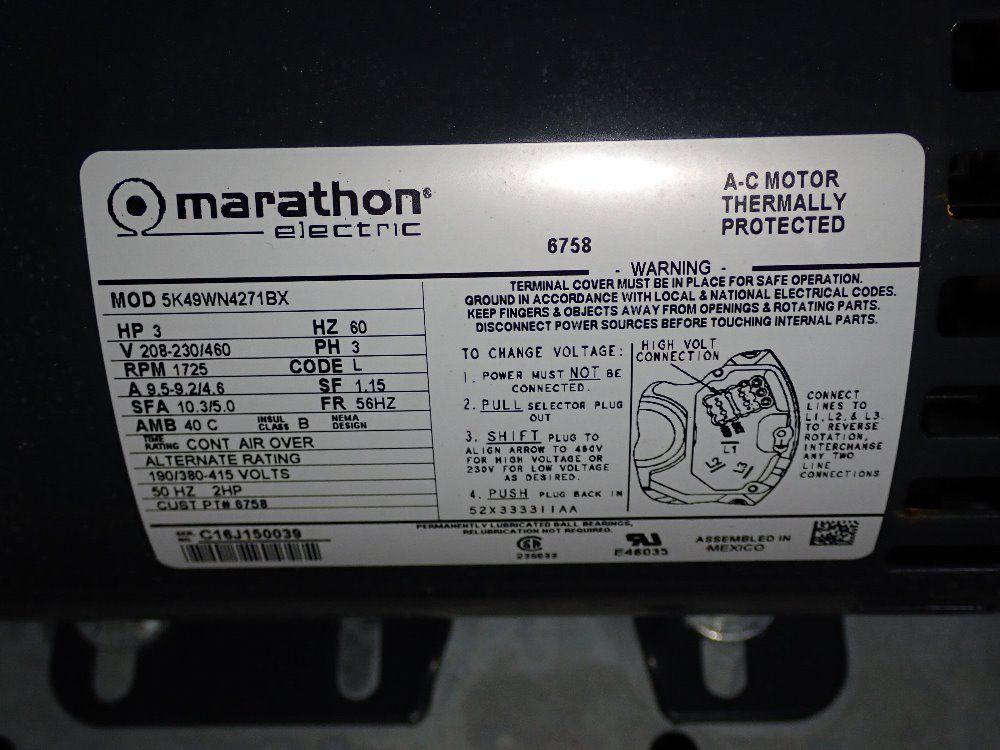 marathon®
electric
6758
A-C MOTOR
THERMALLY
PROTECTED
MOD 5K49WN4271BX
HP 3 HZ 60
V 208-230/460 PH 3
RPM 1725 CODE L
A 9.5-9.2/4.6 SF 1.15
SFA 10.3/5.0 FR 56HZ
AMB 40 C INSUL CLASS B NEMA DESIGN
TIME RATING CONT AIR OVER
ALTERNATE RATING
190/380-415 VOLTS
50 HZ 2HP
CUST PT# 6758
- WARNING -
TERMINAL COVER MUST BE IN PLACE FOR SAFE OPERATION.
GROUND IN ACCORDANCE WITH LOCAL & NATIONAL ELECTRICAL CODES.
KEEP FINGERS & OBJECTS AWAY FROM OPENINGS & ROTATING PARTS.
DISCONNECT POWER SOURCES BEFORE TOUCHING INTERNAL PARTS.
TO CHANGE VOLTAGE:
1. POWER MUST NOT BE
CONNECTED.
2. PULL SELECTOR PLUG
OUT
3. SHIFT PLUG TO
ALIGN ARROW TO 460V
FOR HIGH VOLTAGE OR
230V FOR LOW VOLTAGE
AS DESIRED.
4. PUSH PLUG BACK IN
52X333311AA
HIGH VOLT
CONNECTION
L1
L2
L3
CONNECT
LINES TO
L1, L2, & L3.
TO REVERSE
ROTATION,
INTERCHANGE
ANY TWO
LINE
CONNECTIONS
PERMANENTLY LUBRICATED BALL BEARINGS,
RELUBRICATION NOT REQUIRED.
C16J150039
E46035
ASSEMBLED IN
MEXICO